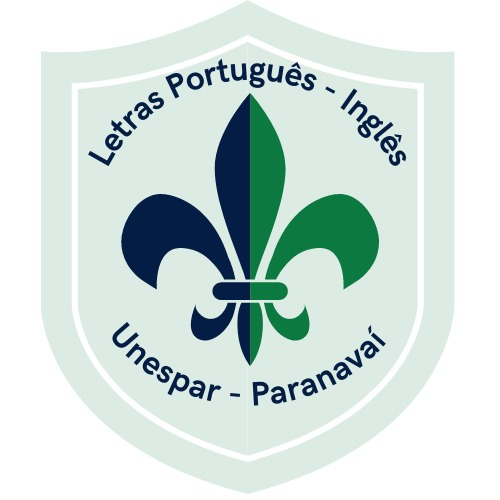 Letras Português - Inglês
Unespar - Paranavaí